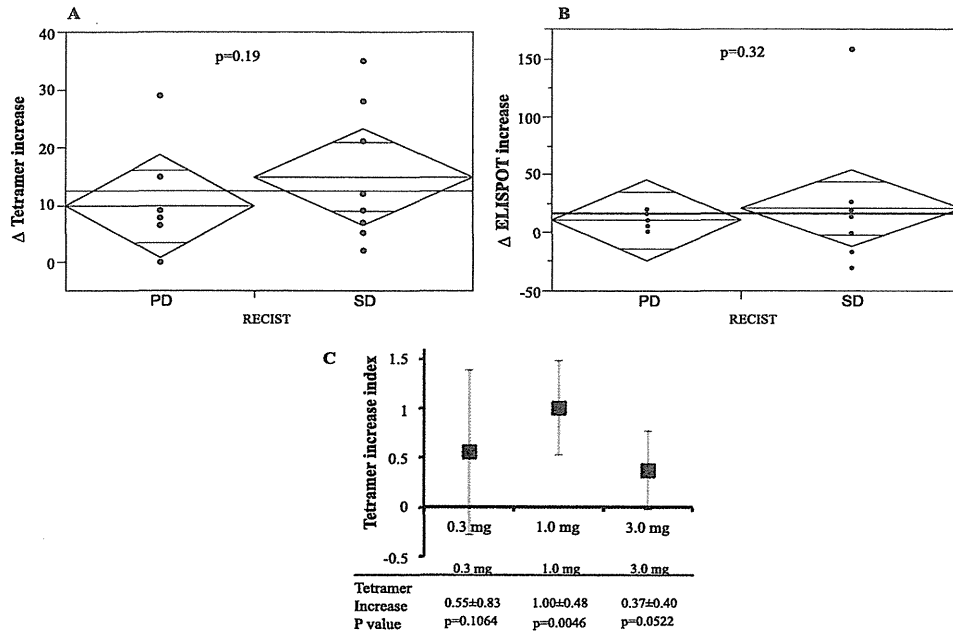 A
Δ Tetramer increase
40
30
20
10
0
p=0.19
PD
SD
RECIST
B
Δ ELISPOT increase
150
100
50
0
-50
p=0.32
PD
SD
RECIST
C
Tetramer increase index
1.5
1
0.5
0
-0.5
0.3 mg 1.0 mg 3.0 mg
0.3 mg 1.0 mg 3.0 mg
Tetramer
Increase 0.55±0.83 1.00±0.48 0.37±0.40
P value p=0.1064 p=0.0046 p=0.0522